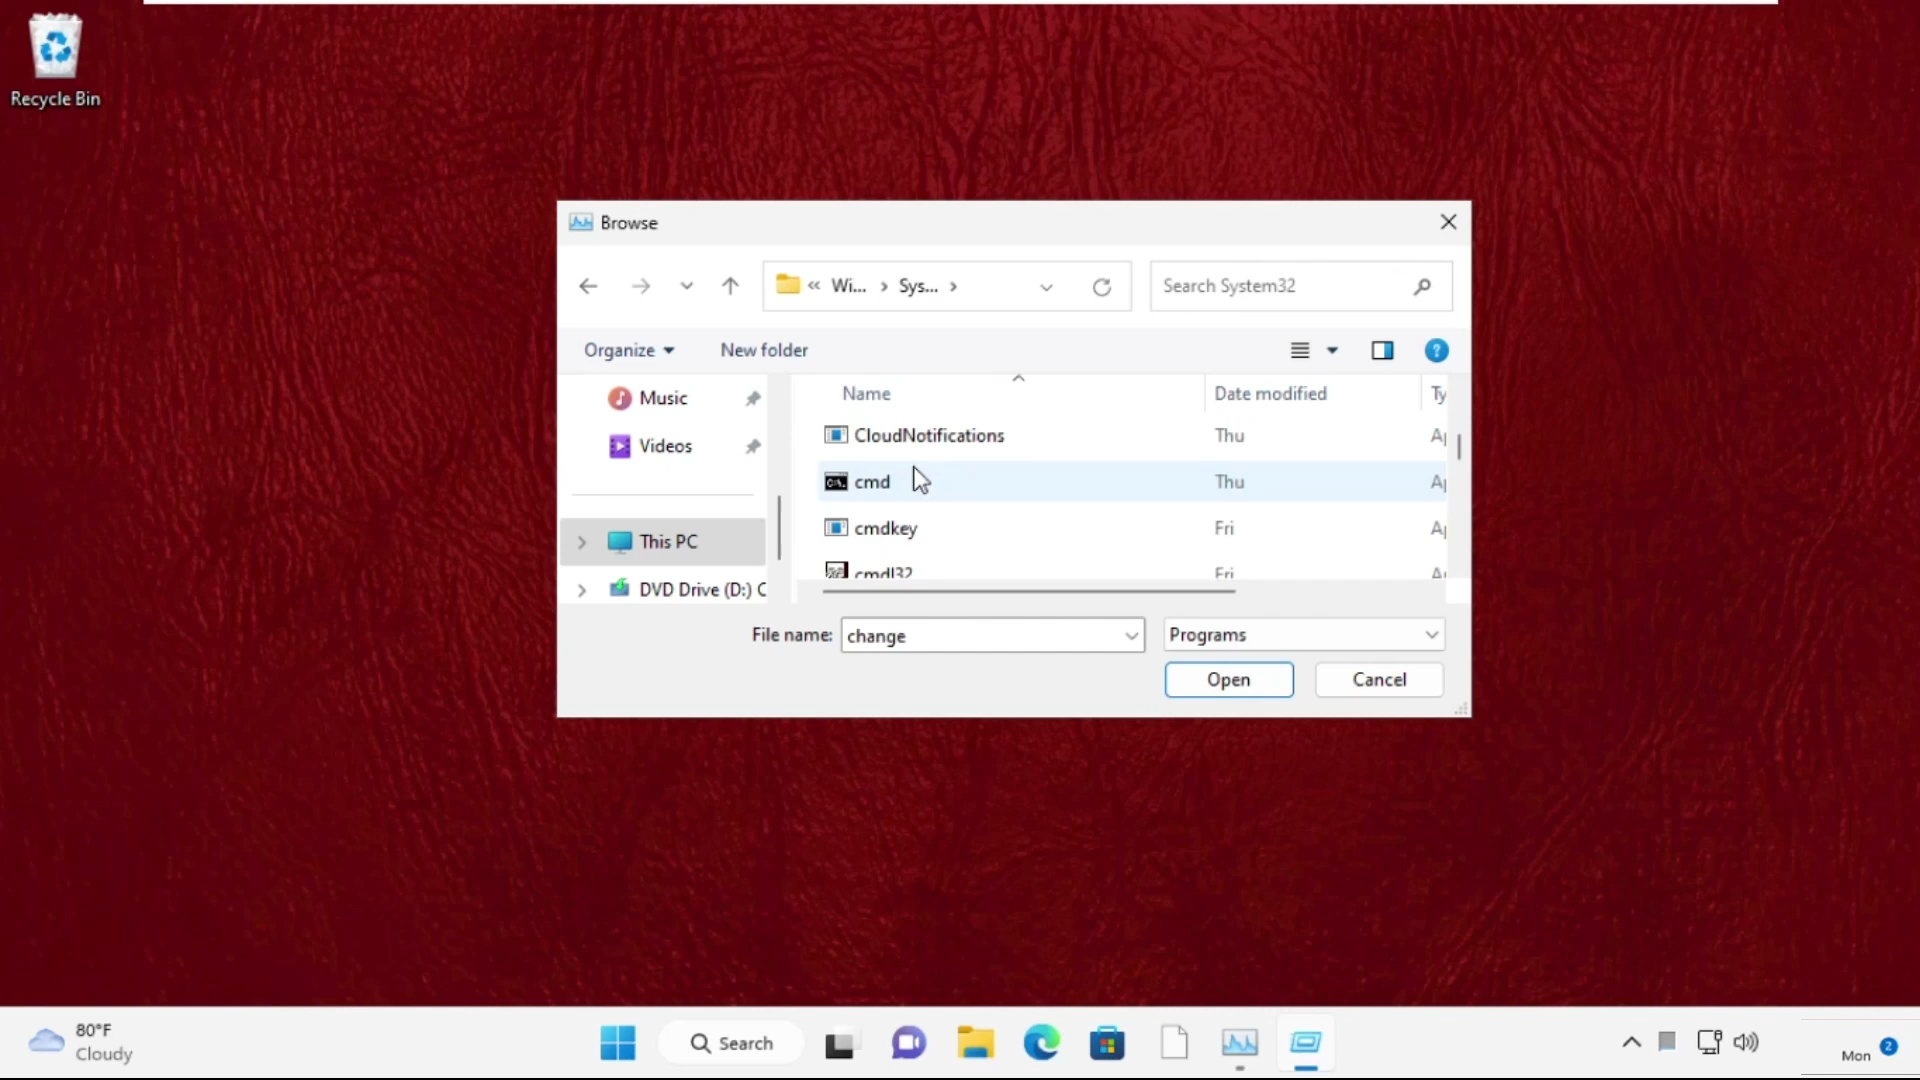 Recycle Bin
Browse
Wi... Sys...
Search System32
Organize
New folder
Name
Date modified
Music
Videos
This PC
DVD Drive (D:)
CloudNotifications Thu
cmd Thu
cmdkey Fri
cmdl32 Fri
File name: change
Programs
Open
Cancel
80°F
Cloudy
Search
Mon
2